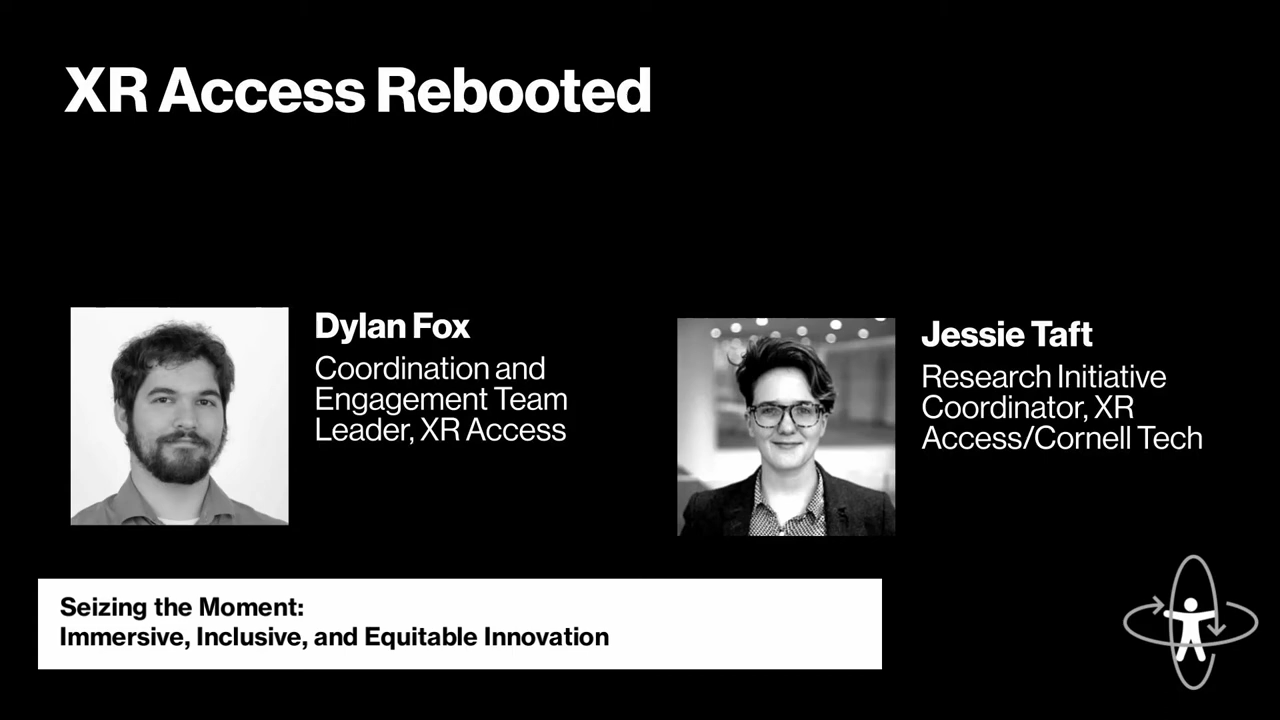 XR Access Rebooted
Dylan Fox
Coordination and
Engagement Team
Leader, XR Access
Jessie Taft
Research Initiative
Coordinator, XR
Access/Cornell Tech
Seizing the Moment:
Immersive, Inclusive, and Equitable Innovation